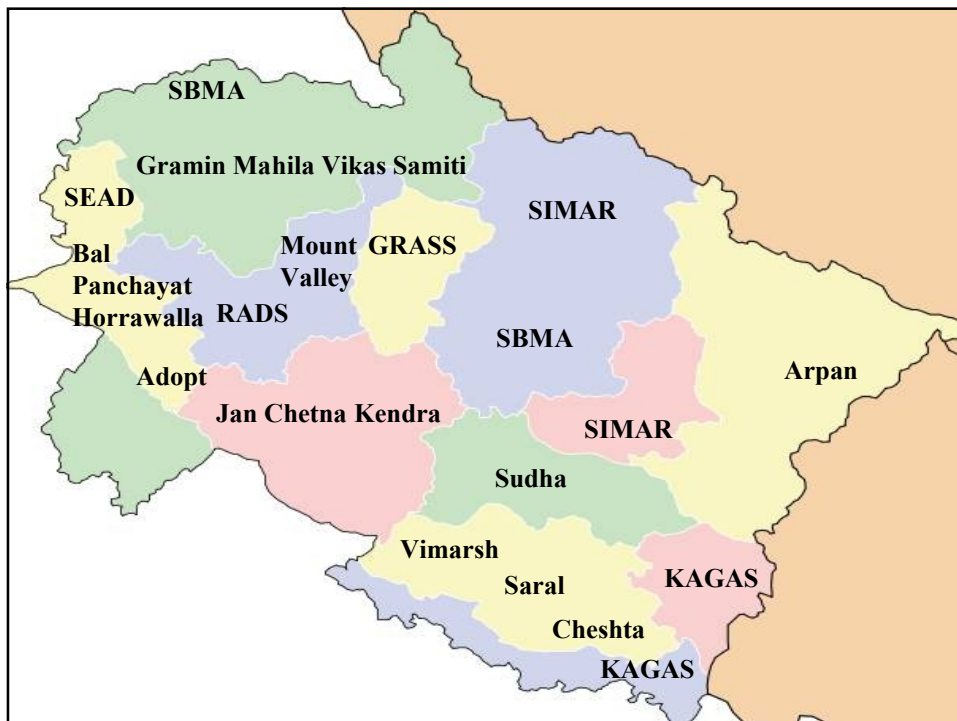 SBMA
Gramin Mahila Vikas Samiti
SEAD
SIMAR
Bal
Panchayat
Horrawalla
Mount
Valley
GRASS
RADS
SBMA
Adopt
Arpan
Jan Chetna Kendra
SIMAR
Sudha
Vimarsh
Saral
KAGAS
Cheshta
KAGAS